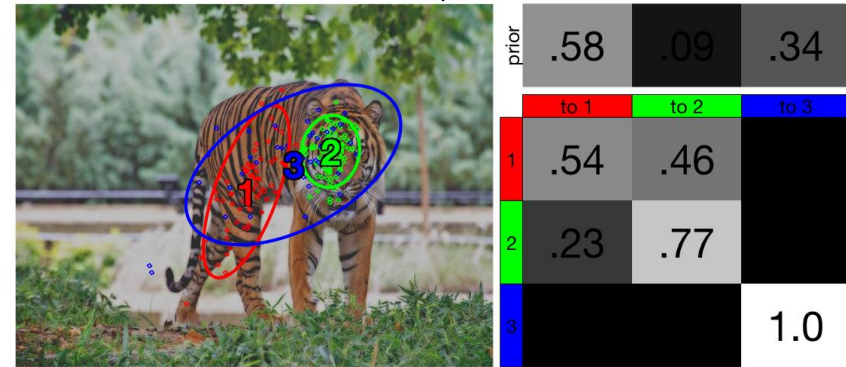 prior .58 .09 .34
to 1 to 2 to 3
1 .54 .46
2 .23 .77
3 1.0
1 3 2